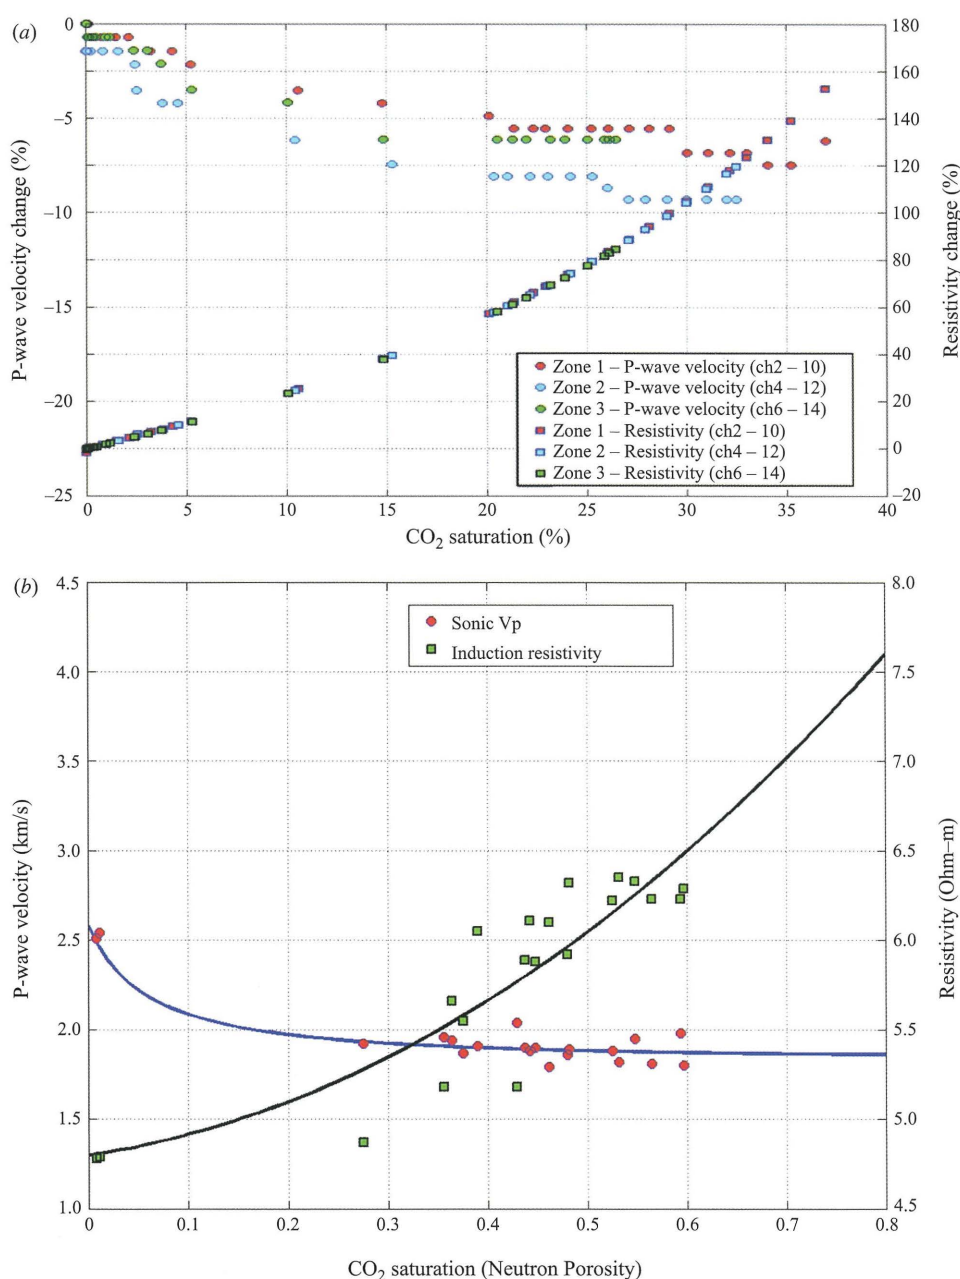 (a)
0
−5
−10
−15
−20
−25
P-wave velocity change (%)
180
160
140
120
100
80
60
40
20
0
−20
Resistivity change (%)
Zone 1 – P-wave velocity (ch2 – 10)
Zone 2 – P-wave velocity (ch4 – 12)
Zone 3 – P-wave velocity (ch6 – 14)
Zone 1 – Resistivity (ch2 – 10)
Zone 2 – Resistivity (ch4 – 12)
Zone 3 – Resistivity (ch6 – 14)
0 5 10 15 20 25 30 35 40
CO2 saturation (%)
(b)
4.5
4.0
3.5
3.0
2.5
2.0
1.5
1.0
P-wave velocity (km/s)
8.0
7.5
7.0
6.5
6.0
5.5
5.0
4.5
Resistivity (Ohm–m)
Sonic Vp
Induction resistivity
0 0.1 0.2 0.3 0.4 0.5 0.6 0.7 0.8
CO2 saturation (Neutron Porosity)